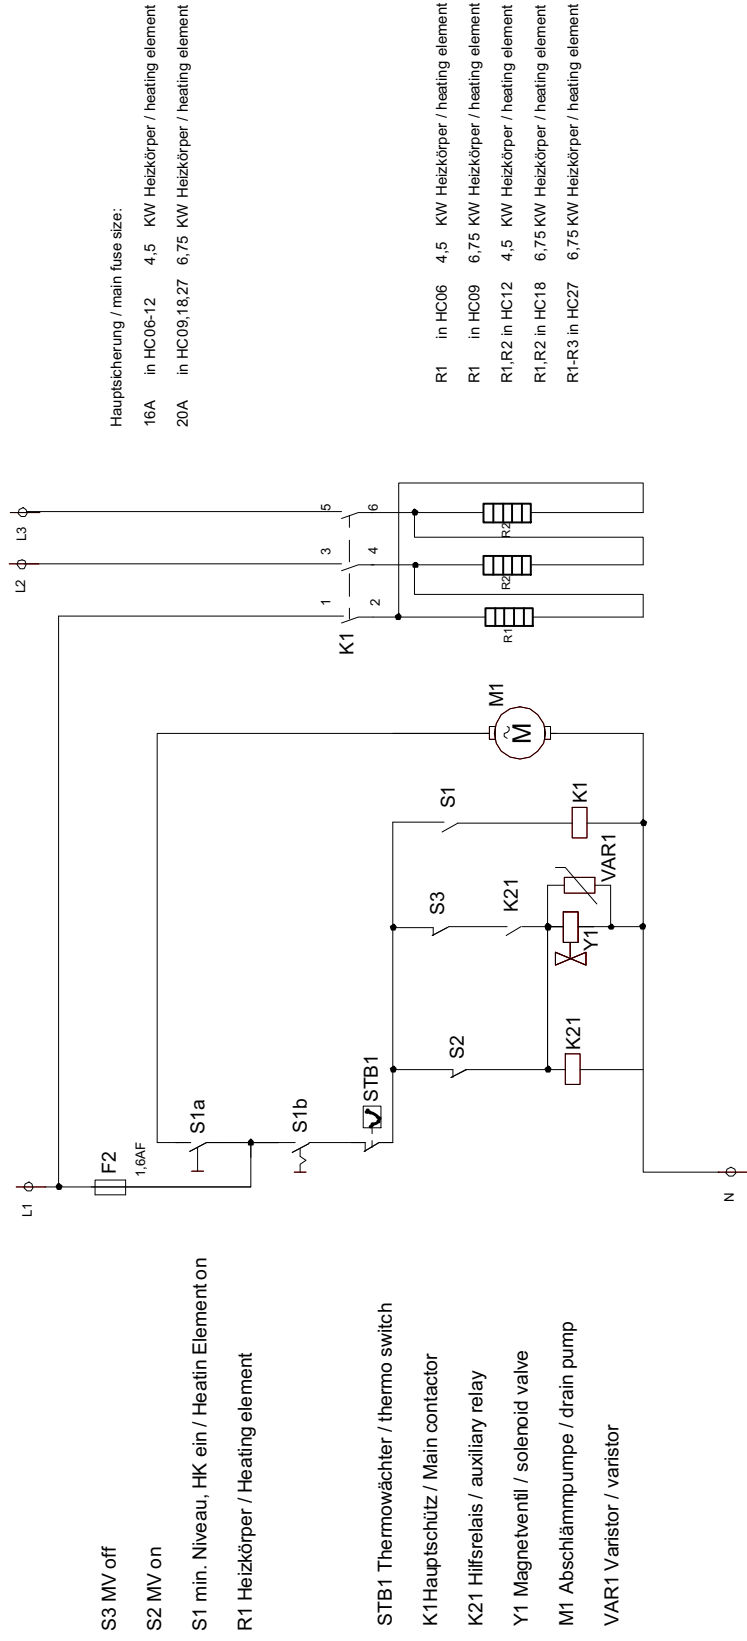 Hauptsicherung / main fuse size:
16A in HC06-12 4,5 KW Heizkörper / heating element
20A in HC09,18,27 6,75 KW Heizkörper / heating element
R1 in HC06 4,5 KW Heizkörper / heating element
R1 in HC09 6,75 KW Heizkörper / heating element
R1,R2 in HC12 4,5 KW Heizkörper / heating element
R1,R2 in HC18 6,75 KW Heizkörper / heating element
R1-R3 in HC27 6,75 KW Heizkörper / heating element
L1
L2
L3
F2
1,6AF
S1a
S1b
STB1
S2
S3
S1
K21
K21
Y1
VAR1
K1
M1
M
~
K1
1
2
3
4
5
6
R1
R2
R2
N
S3 MV off
S2 MV on
S1 min. Niveau, HK ein / Heatin Element on
R1 Heizkörper / Heating element
STB1 Thermowächter / thermo switch
K1Hauptschütz / Main contactor
K21 Hilfsrelais / auxiliary relay
Y1 Magnetventil / solenoid valve
M1 Abschlämmpumpe / drain pump
VAR1 Varistor / varistor